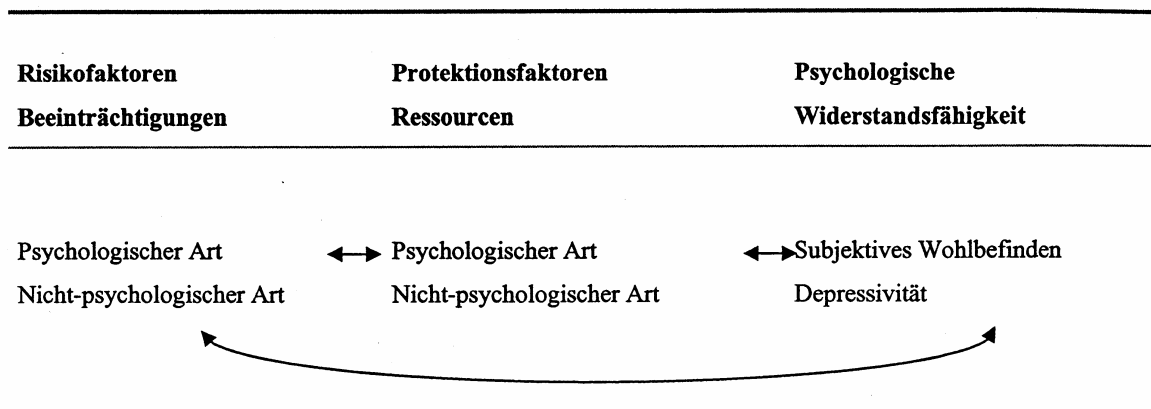 Risikofaktoren Protektionsfaktoren Psychologische
Beeinträchtigungen Ressourcen Widerstandsfähigkeit
Psychologischer Art Psychologischer Art Subjektives Wohlbefinden
Nicht-psychologischer Art Nicht-psychologischer Art Depressivität